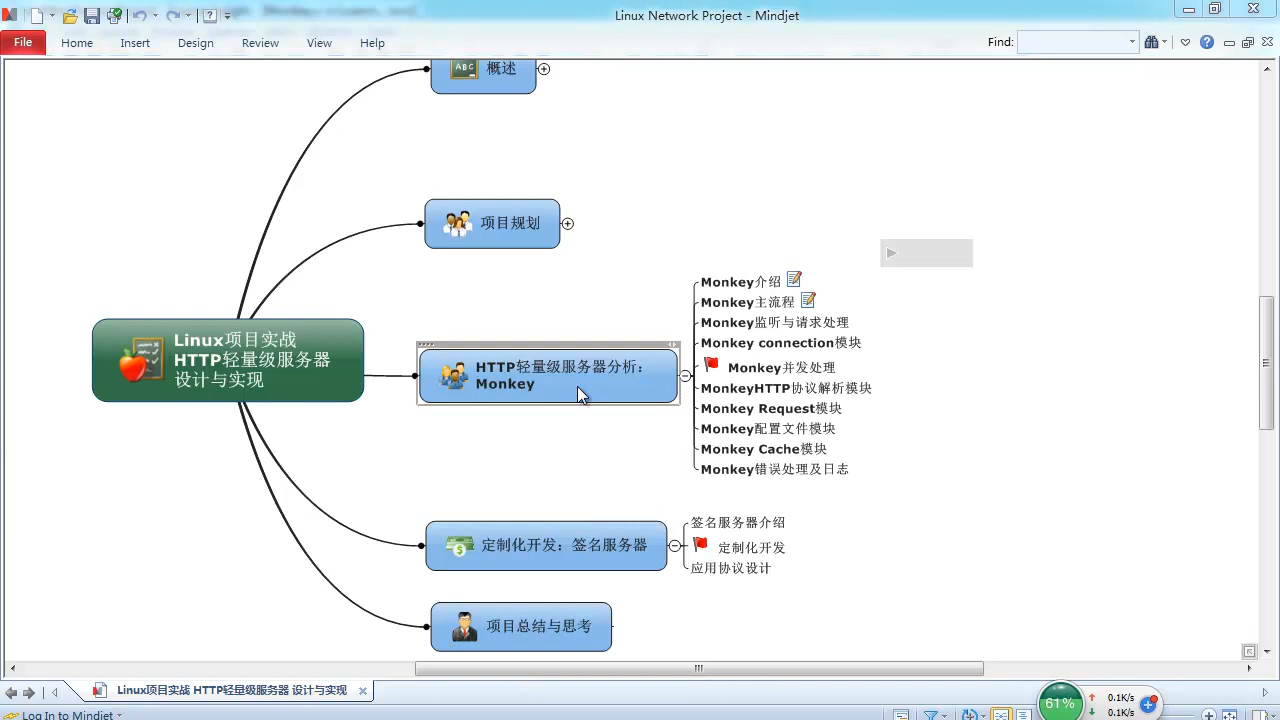 Linux Network Project - Mindjet
File Home Insert Design Review View Help Find:
ABC 概述
项目规划
Linux项目实战
HTTP轻量级服务器
设计与实现
HTTP轻量级服务器分析：
Monkey
Monkey介绍
Monkey主流程
Monkey监听与请求处理
Monkey connection模块
Monkey并发处理
MonkeyHTTP协议解析模块
Monkey Request模块
Monkey配置文件模块
Monkey Cache模块
Monkey错误处理及日志
定制化开发：签名服务器
签名服务器介绍
定制化开发
应用协议设计
项目总结与思考
Linux项目实战 HTTP轻量级服务器 设计与实现
61%
0.1K/s
0.1K/s
Log In to Mindjet